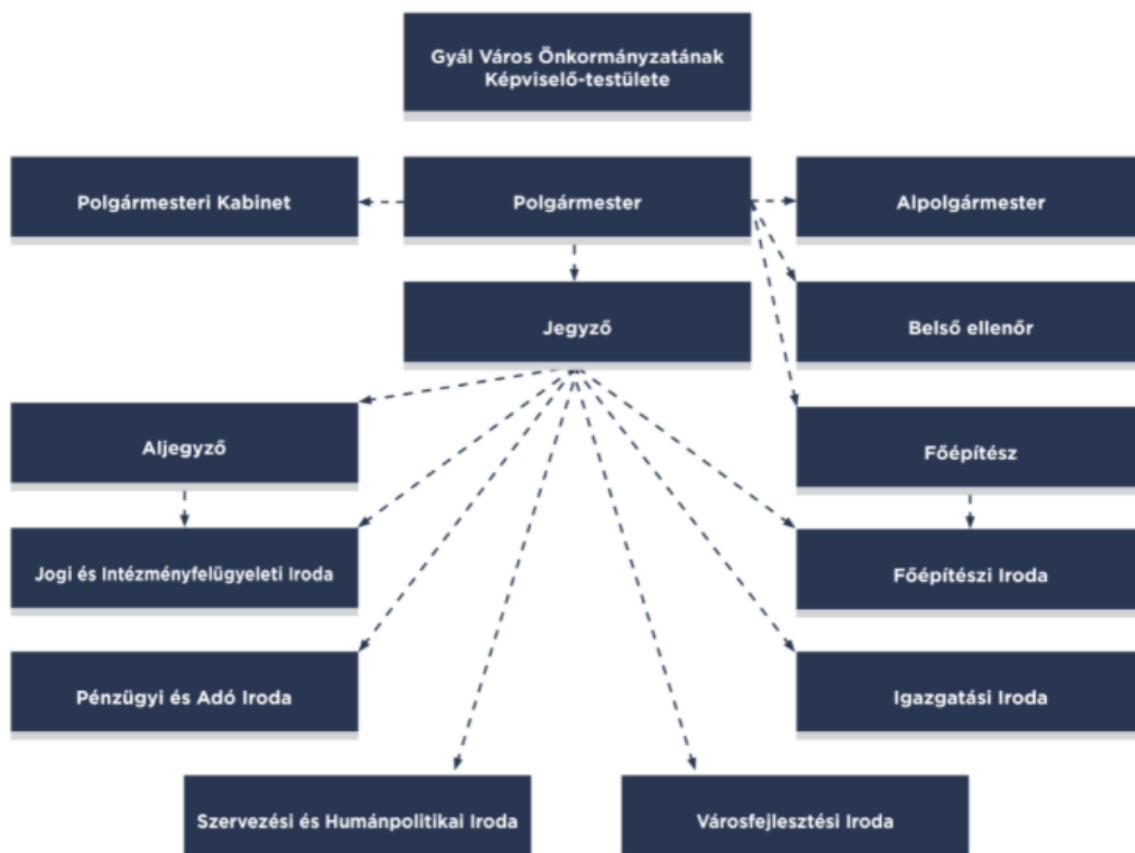 Gyál Város Önkormányzatának
Képviselő-testülete
Polgármesteri Kabinet
Polgármester
Alpolgármester
Jegyző
Belső ellenőr
Aljegyző
Főépítész
Jogi és Intézményfelügyeleti Iroda
Főépítészi Iroda
Pénzügyi és Adó Iroda
Igazgatási Iroda
Szervezési és Humánpolitikai Iroda
Városfejlesztési Iroda